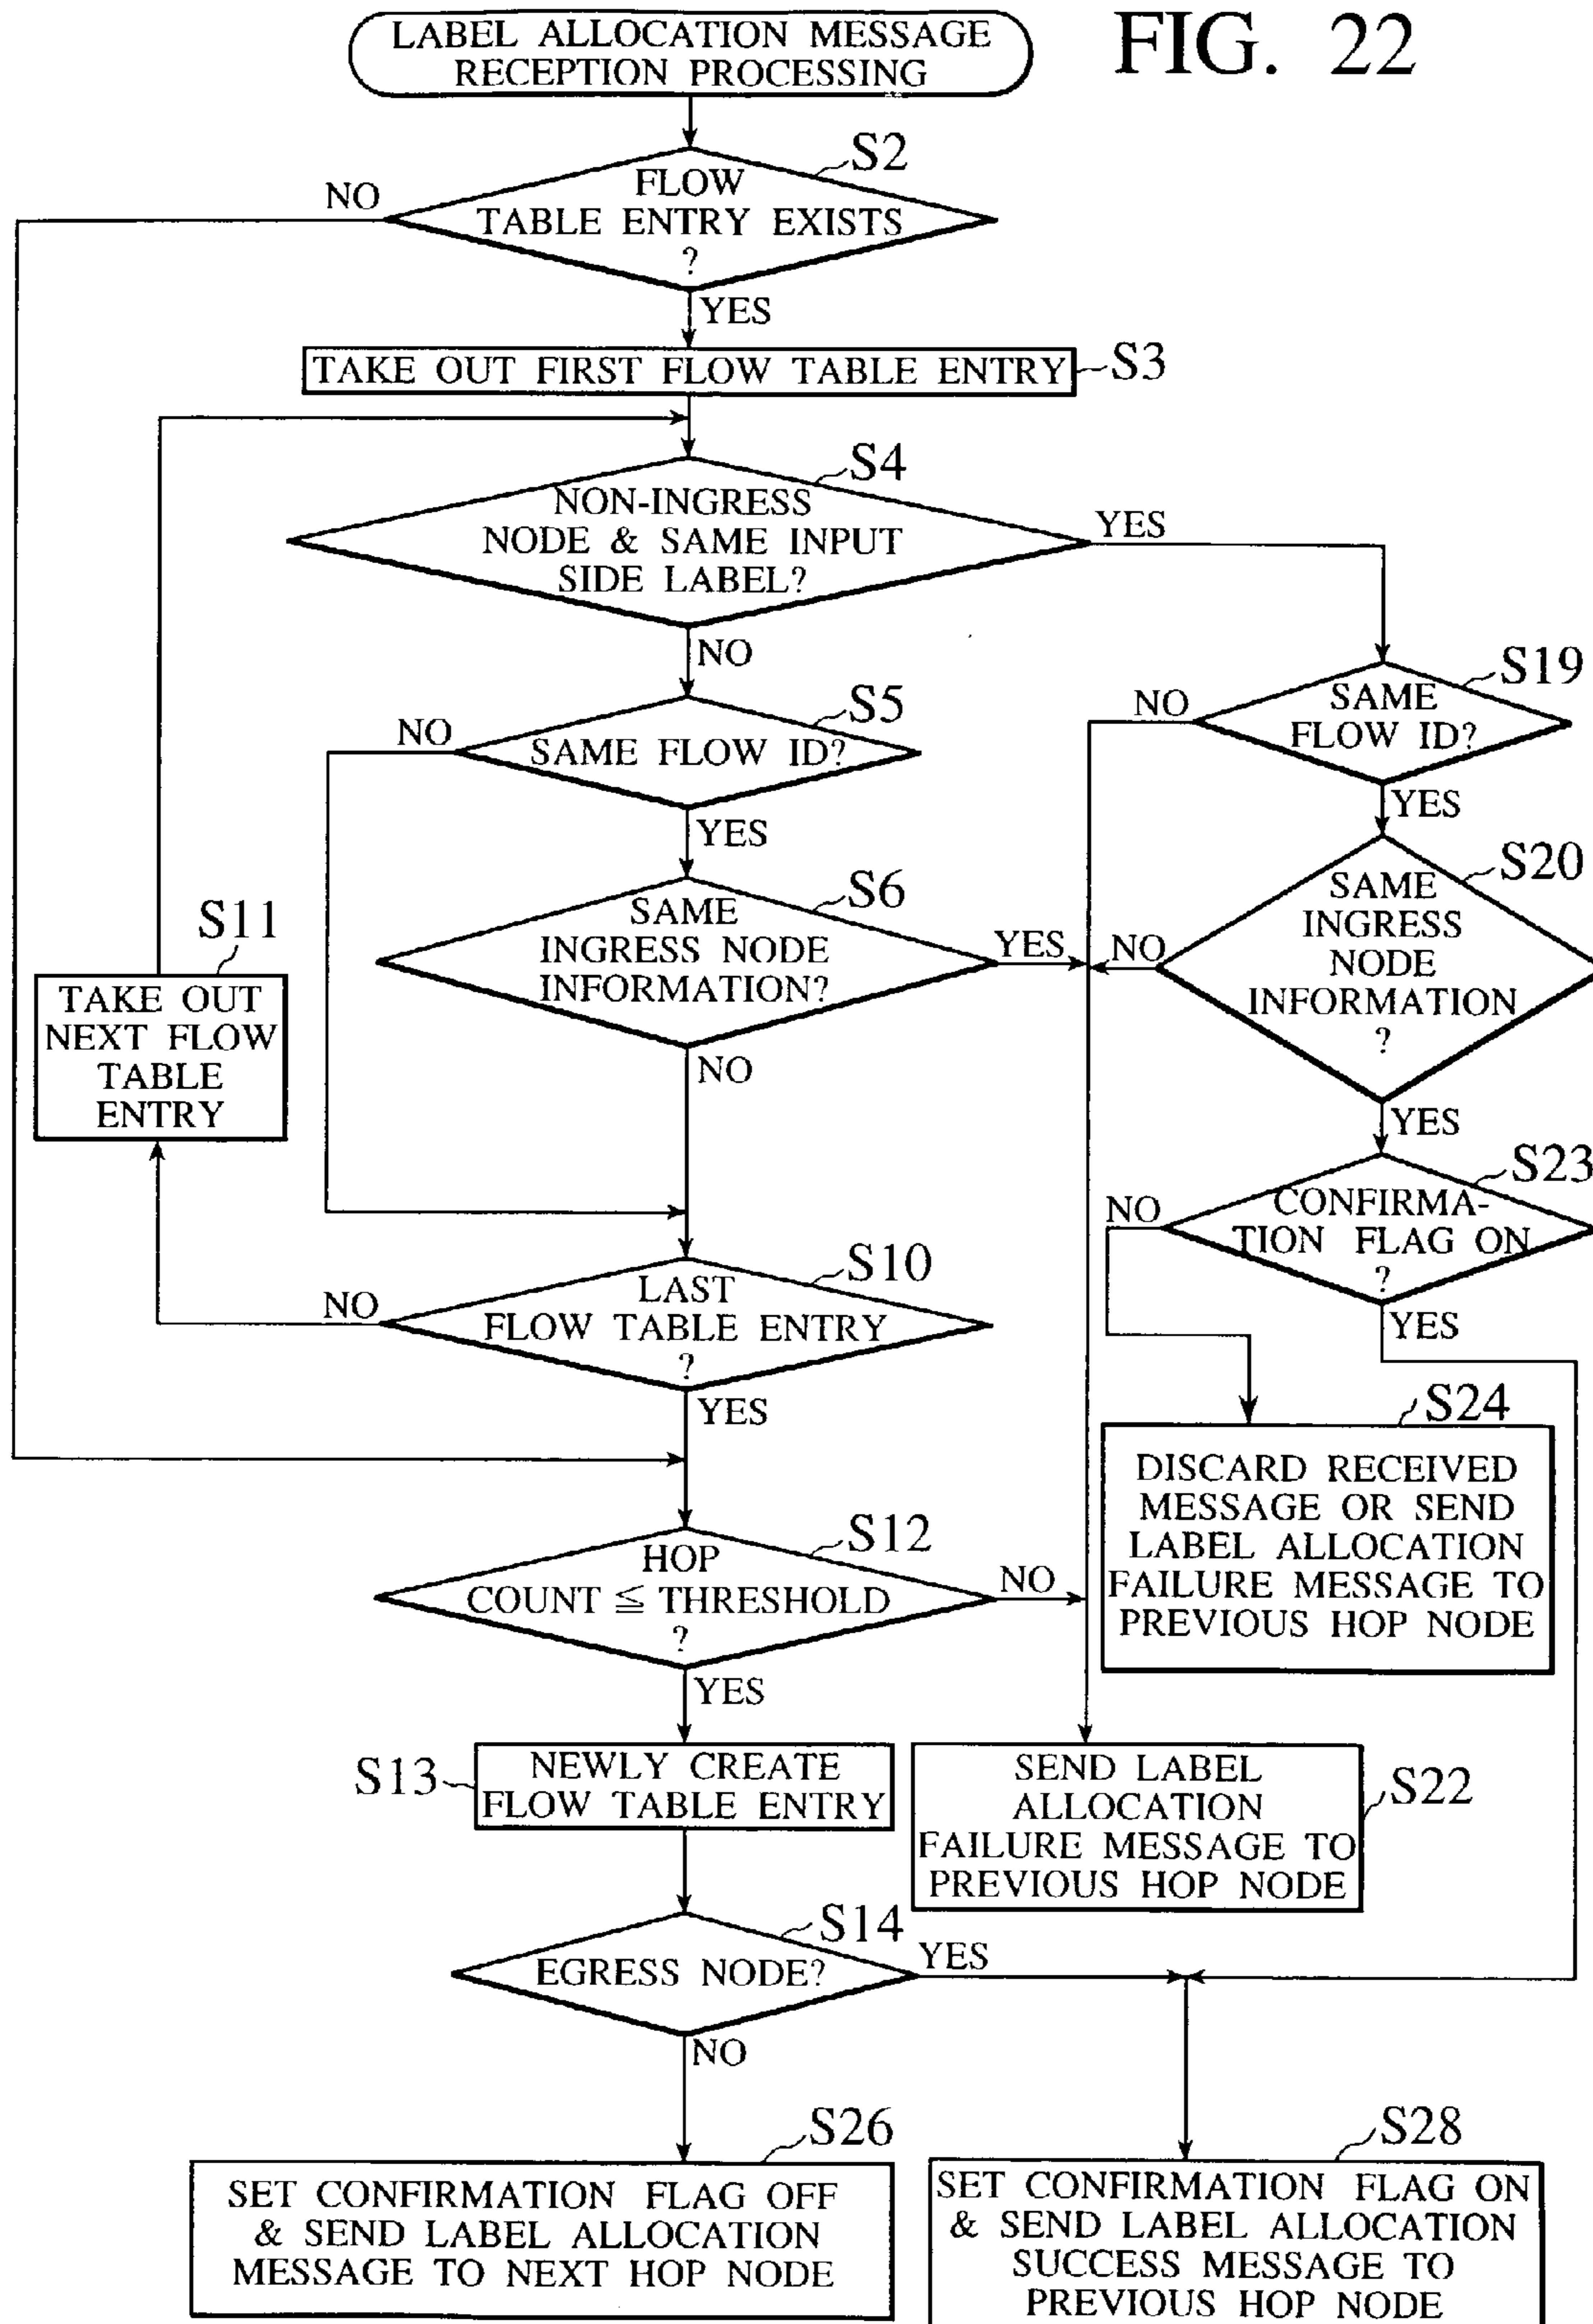 FIG. 22
LABEL ALLOCATION MESSAGE
RECEPTION PROCESSING
S2
NO
FLOW
TABLE ENTRY EXISTS
?
YES
TAKE OUT FIRST FLOW TABLE ENTRY
S3
S4
NON-INGRESS
NODE & SAME INPUT
SIDE LABEL?
YES
NO
S19
SAME
FLOW ID?
NO
YES
S5
NO
SAME FLOW ID?
YES
S20
SAME
INGRESS
NODE
INFORMATION
?
NO
YES
S6
SAME
INGRESS NODE
INFORMATION?
YES
NO
S11
TAKE OUT
NEXT FLOW
TABLE
ENTRY
S23
CONFIRMA-
TION FLAG ON
?
NO
YES
S10
LAST
FLOW TABLE ENTRY
?
NO
YES
S24
DISCARD RECEIVED
MESSAGE OR SEND
LABEL ALLOCATION
FAILURE MESSAGE TO
PREVIOUS HOP NODE
S12
HOP
COUNT ≦ THRESHOLD
?
NO
YES
S13
NEWLY CREATE
FLOW TABLE ENTRY
SEND LABEL
ALLOCATION
FAILURE MESSAGE TO
PREVIOUS HOP NODE
S22
S14
EGRESS NODE?
YES
NO
S26
SET CONFIRMATION FLAG OFF
& SEND LABEL ALLOCATION
MESSAGE TO NEXT HOP NODE
S28
SET CONFIRMATION FLAG ON
& SEND LABEL ALLOCATION
SUCCESS MESSAGE TO
PREVIOUS HOP NODE